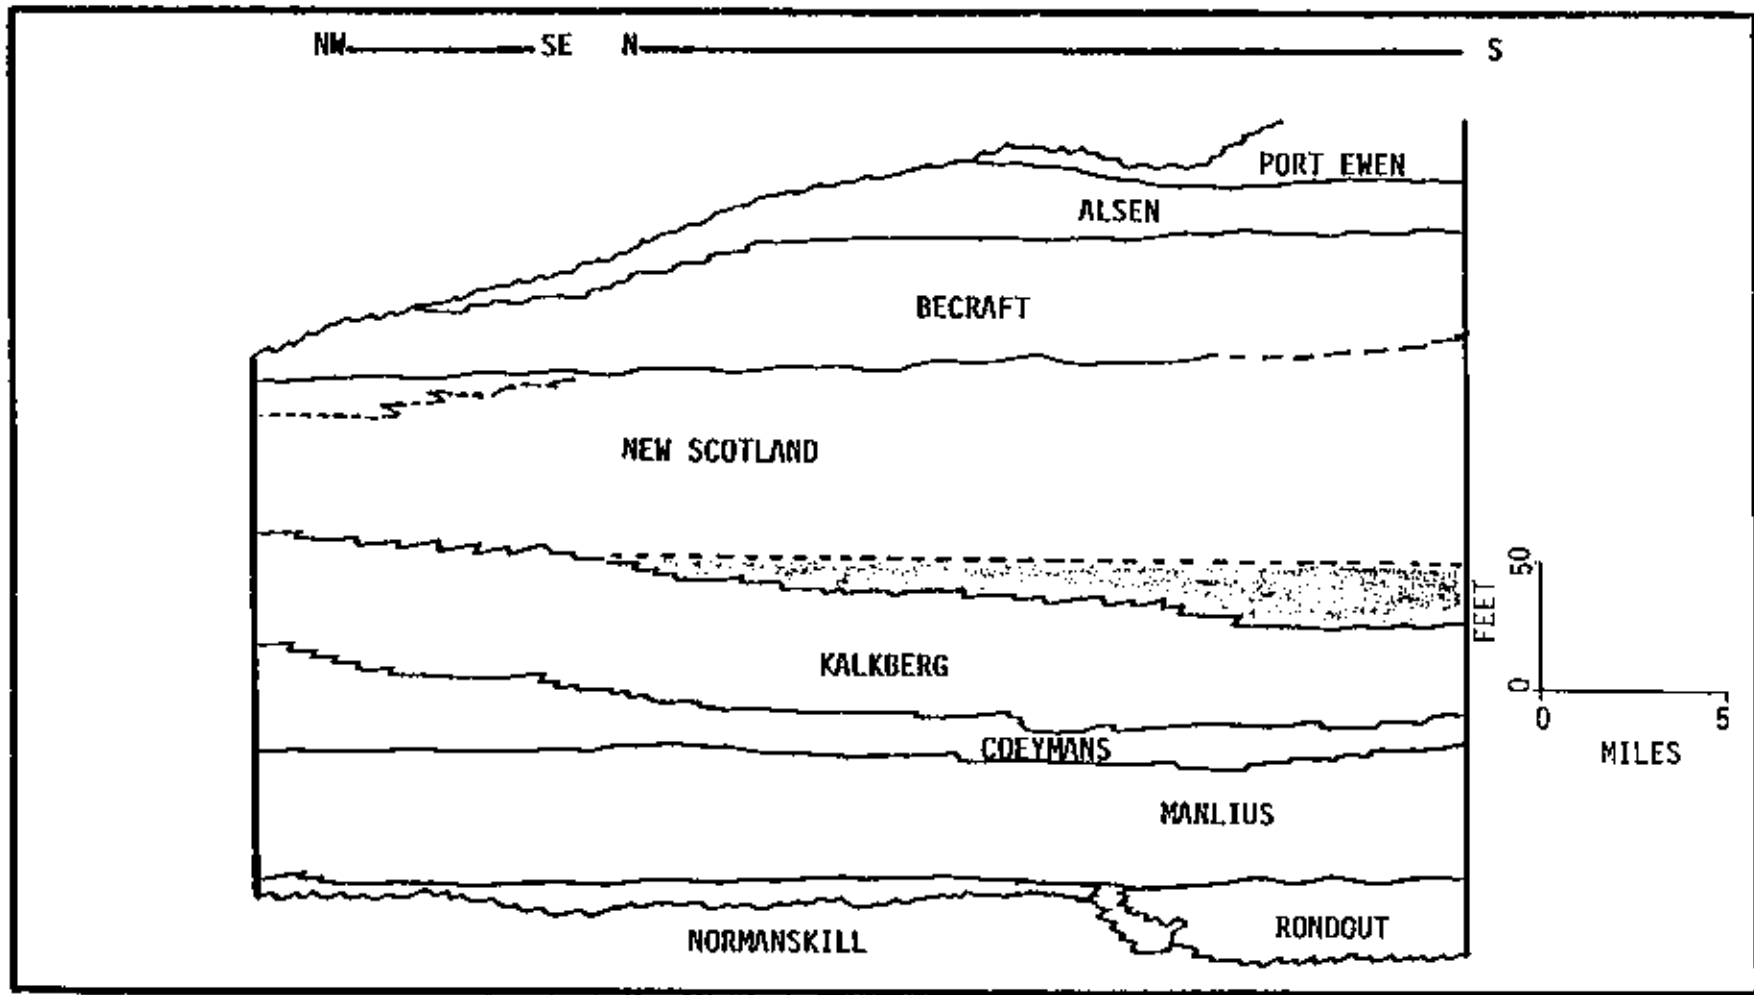 NW SE N S
PORT EWEN
ALSEN
BECRAFT
NEW SCOTLAND
KALKBERG
COEYMANS
MANLIUS
RONDOUT
NORMANSKILL
50
FEET
0
0 5
MILES